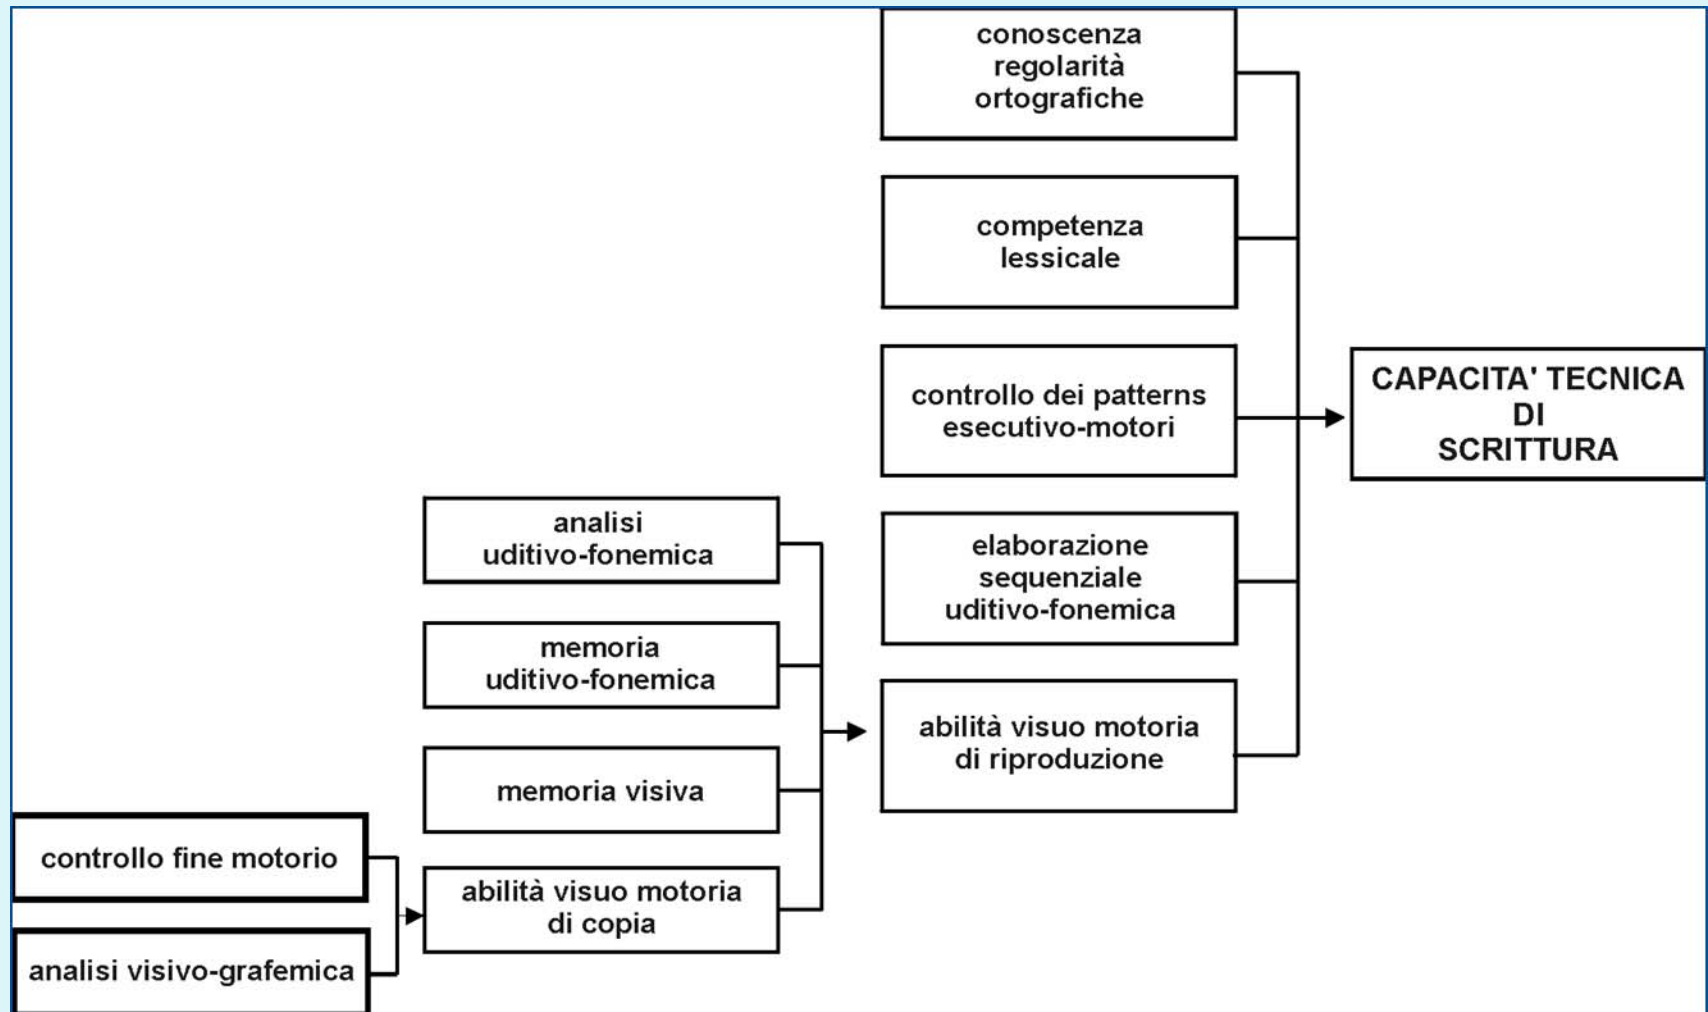 conoscenza
regolarità
ortografiche
competenza
lessicale
controllo dei patterns
esecutivo-motori
CAPACITA' TECNICA
DI
SCRITTURA
analisi
uditivo-fonemica
elaborazione
sequenziale
uditivo-fonemica
memoria
uditivo-fonemica
abilità visuo motoria
di riproduzione
memoria visiva
controllo fine motorio
abilità visuo motoria
di copia
analisi visivo-grafemica